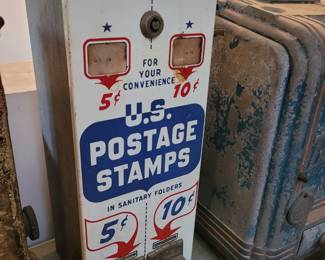 FOR
YOUR
CONVENIENCE
5¢ 10¢
U.S.
POSTAGE
STAMPS
IN SANITARY FOLDERS
5¢ 10¢